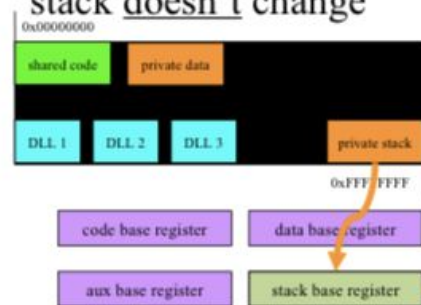 stack doesn't change
0x00000000
shared code private data
DLL 1 DLL 2 DLL 3 private stack
0xFFFFFFFF
code base register data base register
aux base register stack base register